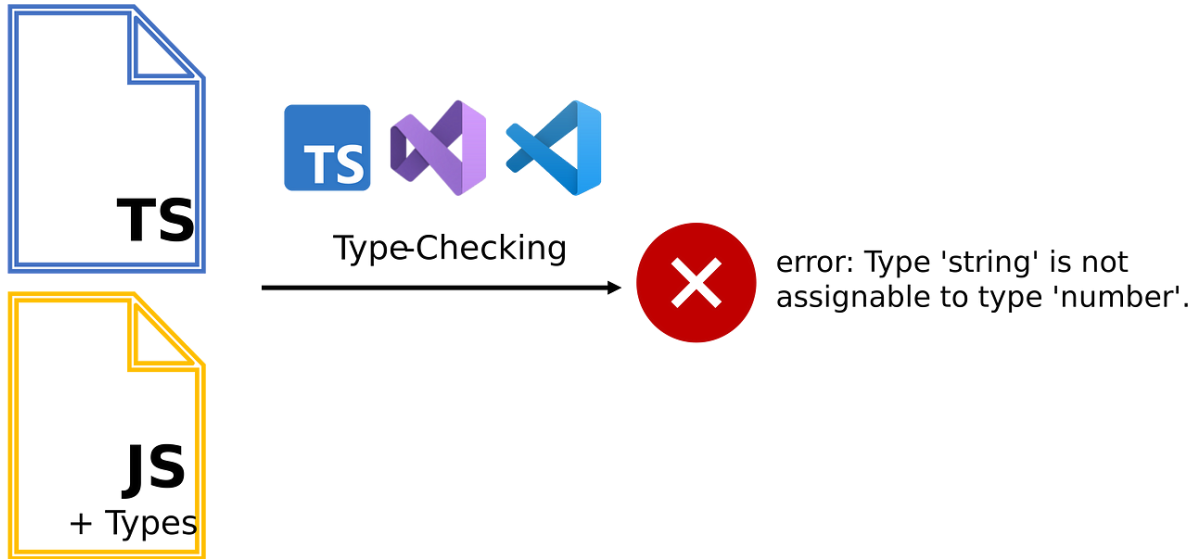 TS
TS
Type-Checking
error: Type 'string' is not
assignable to type 'number'.
JS
+ Types